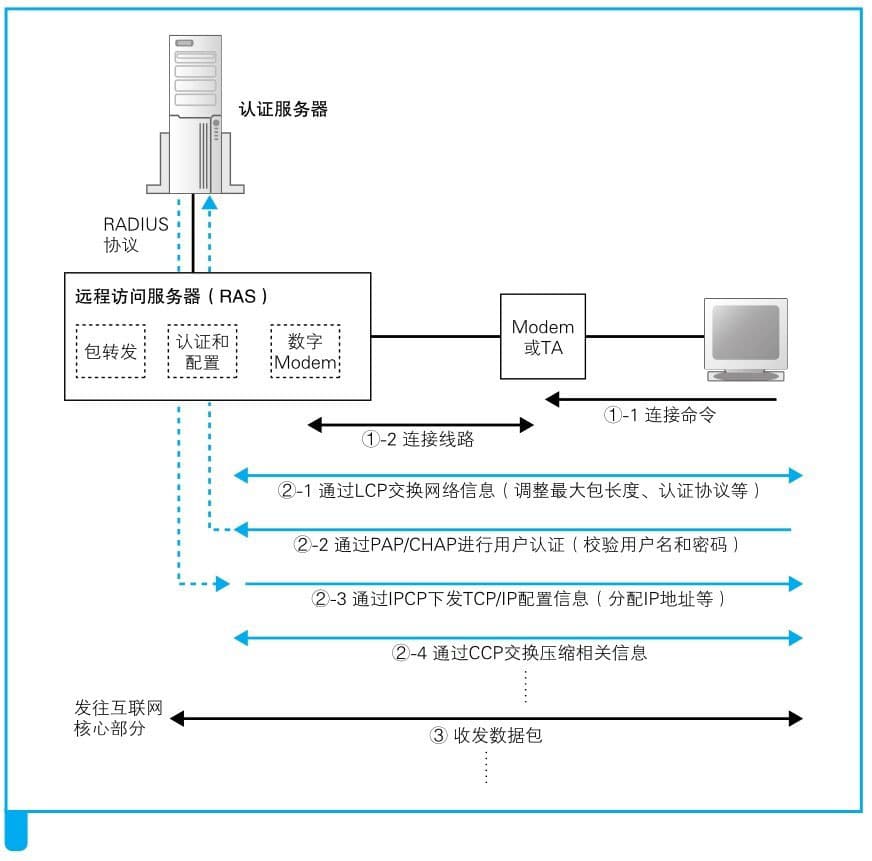 认证服务器
RADIUS
协议
远程访问服务器（RAS）
包转发
认证和
配置
数字
Modem
Modem
或TA
①-1 连接命令
①-2 连接线路
②-1 通过LCP交换网络信息（调整最大包长度、认证协议等）
②-2 通过PAP/CHAP进行用户认证（校验用户名和密码）
②-3 通过IPCP下发TCP/IP配置信息（分配IP地址等）
②-4 通过CCP交换压缩相关信息
发往互联网
核心部分
③ 收发数据包